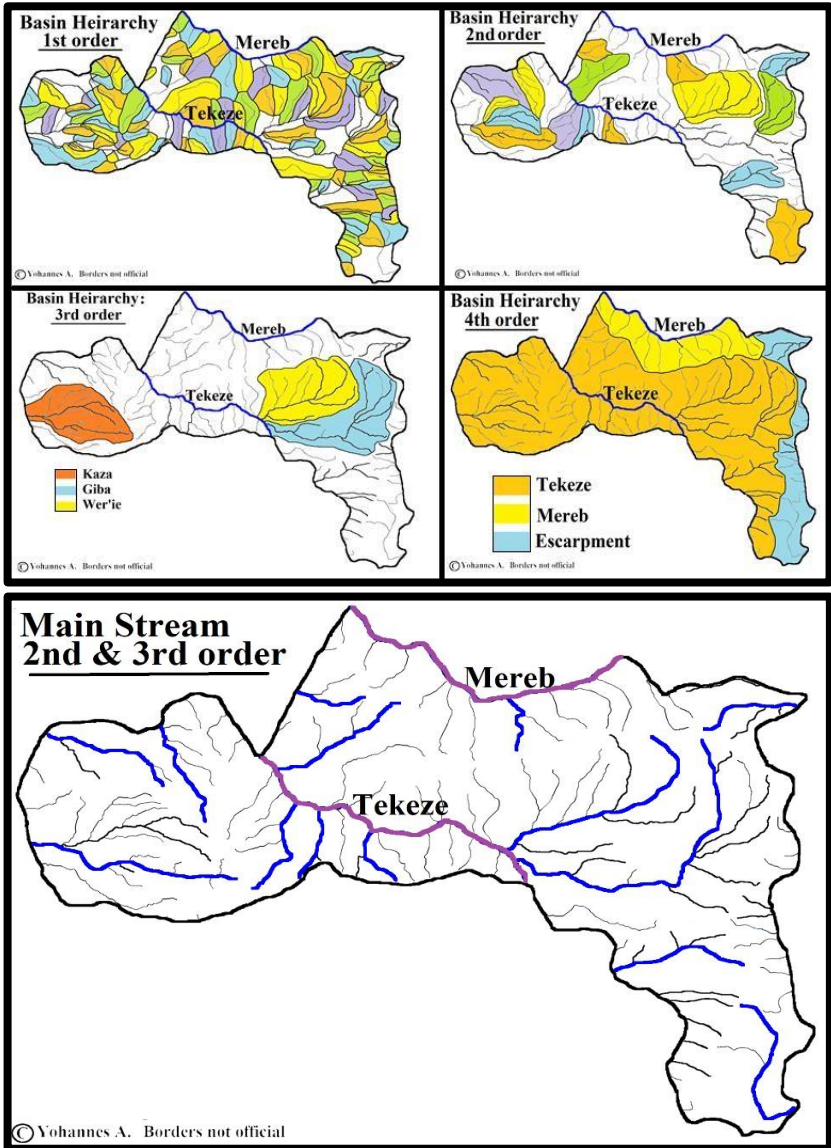 Basin Heirarchy
1st order
Mereb
Tekeze
© Yohannes A. Borders not official
Basin Heirarchy
2nd order
Mereb
Tekeze
© Yohannes A. Borders not official
Basin Heirarchy:
3rd order
Mereb
Tekeze
Kaza
Giba
Wer'ie
© Yohannes A. Borders not official
Basin Heirarchy
4th order
Mereb
Tekeze
Tekeze
Mereb
Escarpment
© Yohannes A. Borders not official
Main Stream
2nd & 3rd order
Mereb
Tekeze
© Yohannes A. Borders not official